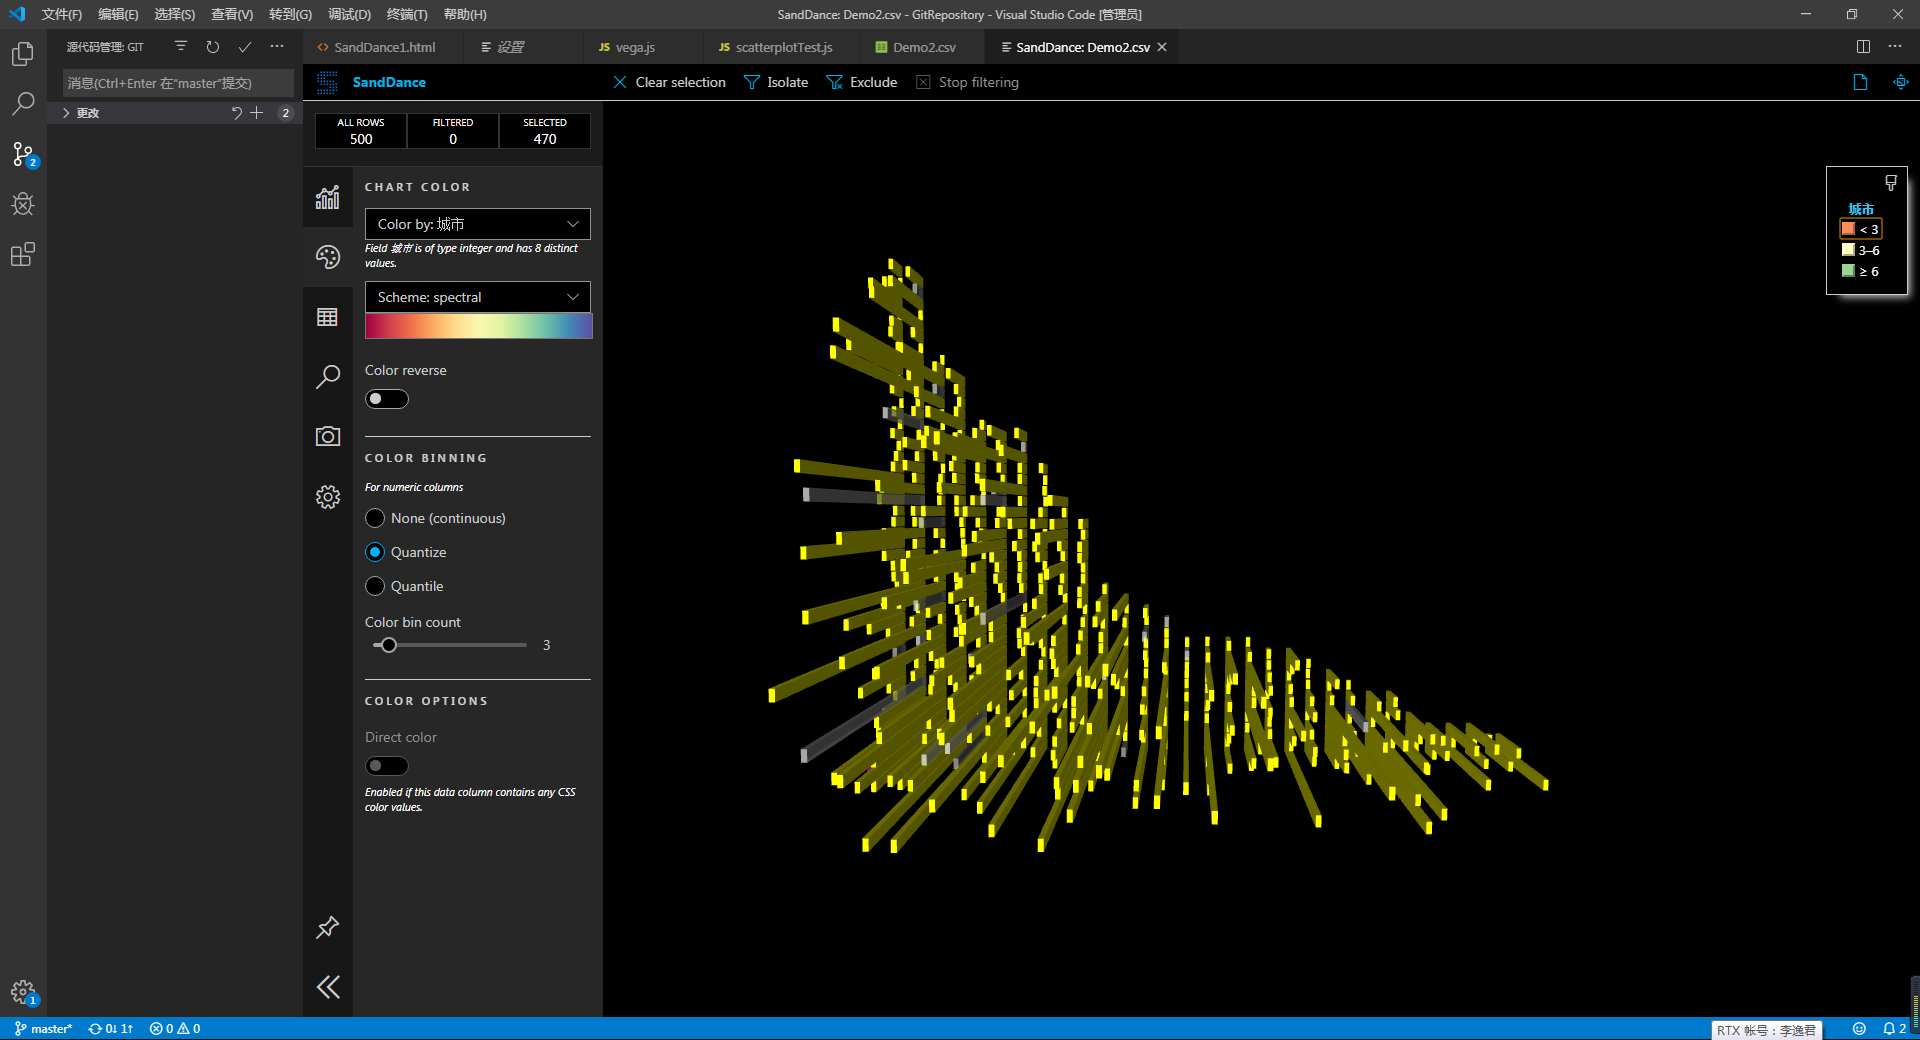 文件(F) 编辑(E) 选择(S) 查看(V) 转到(G) 调试(D) 终端(T) 帮助(H)
SandDance: Demo2.csv - GitRepository - Visual Studio Code [管理员]
源代码管理: GIT
SandDance1.html
设置
JS vega.js
JS scatterplotTest.js
Demo2.csv
SandDance: Demo2.csv
消息(Ctrl+Enter 在"master"提交)
更改
2
2
SandDance
Clear selection
Isolate
Exclude
Stop filtering
ALL ROWS
500
FILTERED
0
SELECTED
470
CHART COLOR
Color by: 城市
Field 城市 is of type integer and has 8 distinct
values.
Scheme: spectral
Color reverse
COLOR BINNING
For numeric columns
None (continuous)
Quantize
Quantile
Color bin count
3
COLOR OPTIONS
Direct color
Enabled if this data column contains any CSS
color values.
城市
< 3
3–6
≥ 6
1
master*
0↓ 1↑
0
0
RTX 帐号：李逸君
2